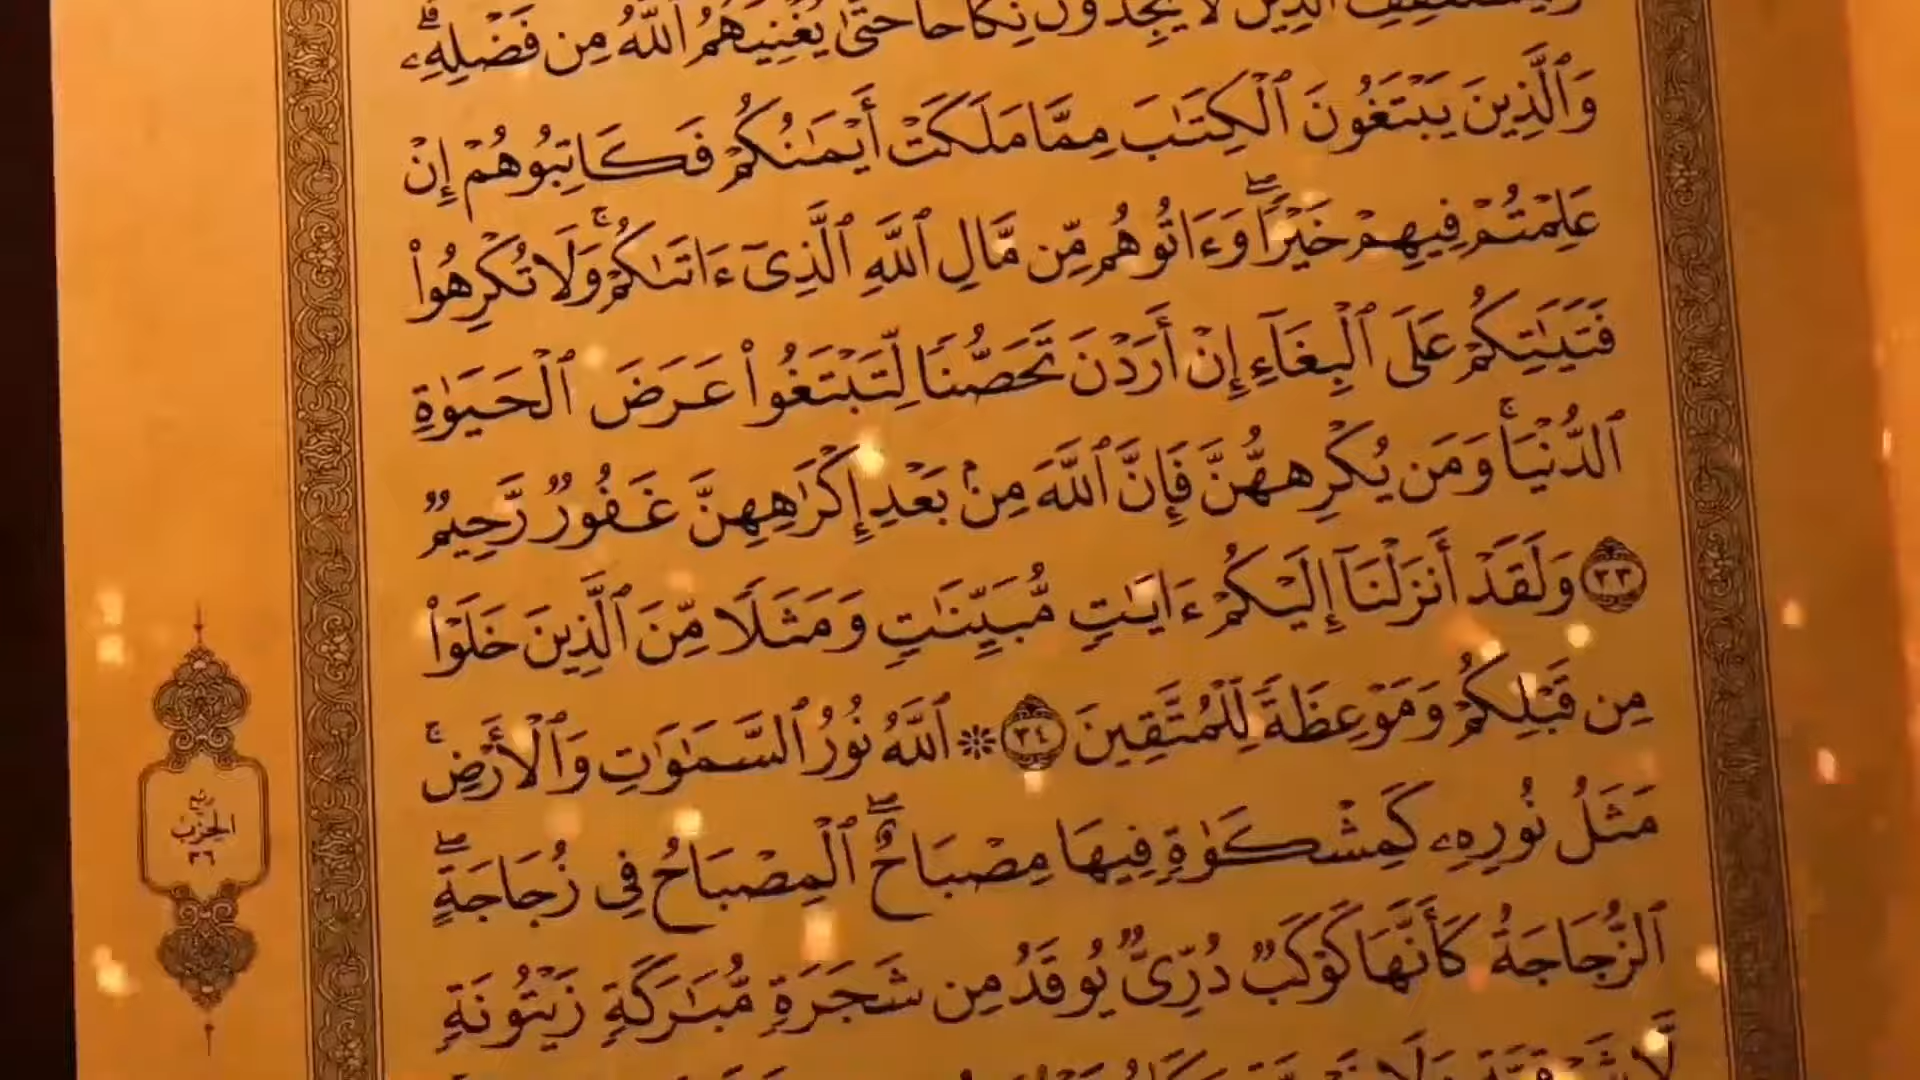 وَلْيَسْتَعْفِفِ ٱلَّذِينَ لَا يَجِدُونَ نِكَاحًا حَتَّىٰ يُغْنِيَهُمُ ٱللَّهُ مِن فَضْلِهِۦۗ
وَٱلَّذِينَ يَبْتَغُونَ ٱلْكِتَـٰبَ مِمَّا مَلَكَتْ أَيْمَـٰنُكُمْ فَكَاتِبُوهُمْ إِنْ
عَلِمْتُمْ فِيهِمْ خَيْرًاۖ وَءَاتُوهُم مِّن مَّالِ ٱللَّهِ ٱلَّذِىٓ ءَاتَىٰكُمْۚ وَلَا تُكْرِهُوا۟
فَتَيَـٰتِكُمْ عَلَى ٱلْبِغَآءِ إِنْ أَرَدْنَ تَحَصُّنًا لِّتَبْتَغُوا۟ عَرَضَ ٱلْحَيَوٰةِ
ٱلدُّنْيَاۚ وَمَن يُكْرِههُّنَّ فَإِنَّ ٱللَّهَ مِنۢ بَعْدِ إِكْرَٰهِهِنَّ غَفُورٌ رَّحِيمٌ
٣٣ وَلَقَدْ أَنزَلْنَآ إِلَيْكُمْ ءَايَـٰتٍ مُّبَيِّنَـٰتٍ وَمَثَلًا مِّنَ ٱلَّذِينَ خَلَوْا۟
مِن قَبْلِكُمْ وَمَوْعِظَةً لِّلْمُتَّقِينَ ٣٤ ۞ ٱللَّهُ نُورُ ٱلسَّمَـٰوَٰتِ وَٱلْأَرْضِۚ
مَثَلُ نُورِهِۦ كَمِشْكَوٰةٍ فِيهَا مِصْبَاحٌۖ ٱلْمِصْبَاحُ فِى زُجَاجَةٍۖ
ٱلزُّجَاجَةُ كَأَنَّهَا كَوْكَبٌ دُرِّىٌّ يُوقَدُ مِن شَجَرَةٍ مُّبَـٰرَكَةٍ زَيْتُونَةٍ
لَّا شَرْقِيَّةٍ وَلَا
ربع
الحزب
٣٦